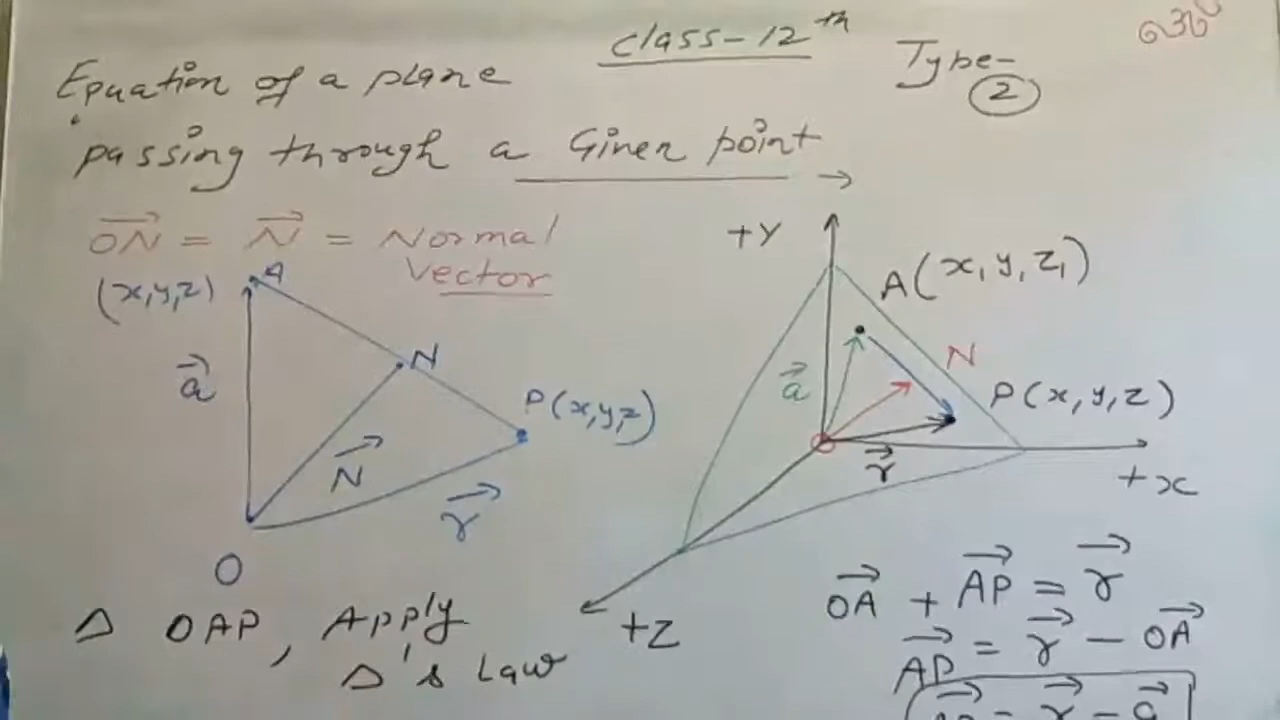 class-12th
Type-
2
Equation of a plane
passing through a Given point →
ON = N = Normal
Vector
(x,y,z) A
a
N
P(x,y,z)
N
r
O
Δ OAP, Apply
Δ's Law
+Y
A(x, y, z₁)
N
a
P(x, y, z)
r
+x
+Z
OA + AP = r
AP = r - OA
AP = r - a